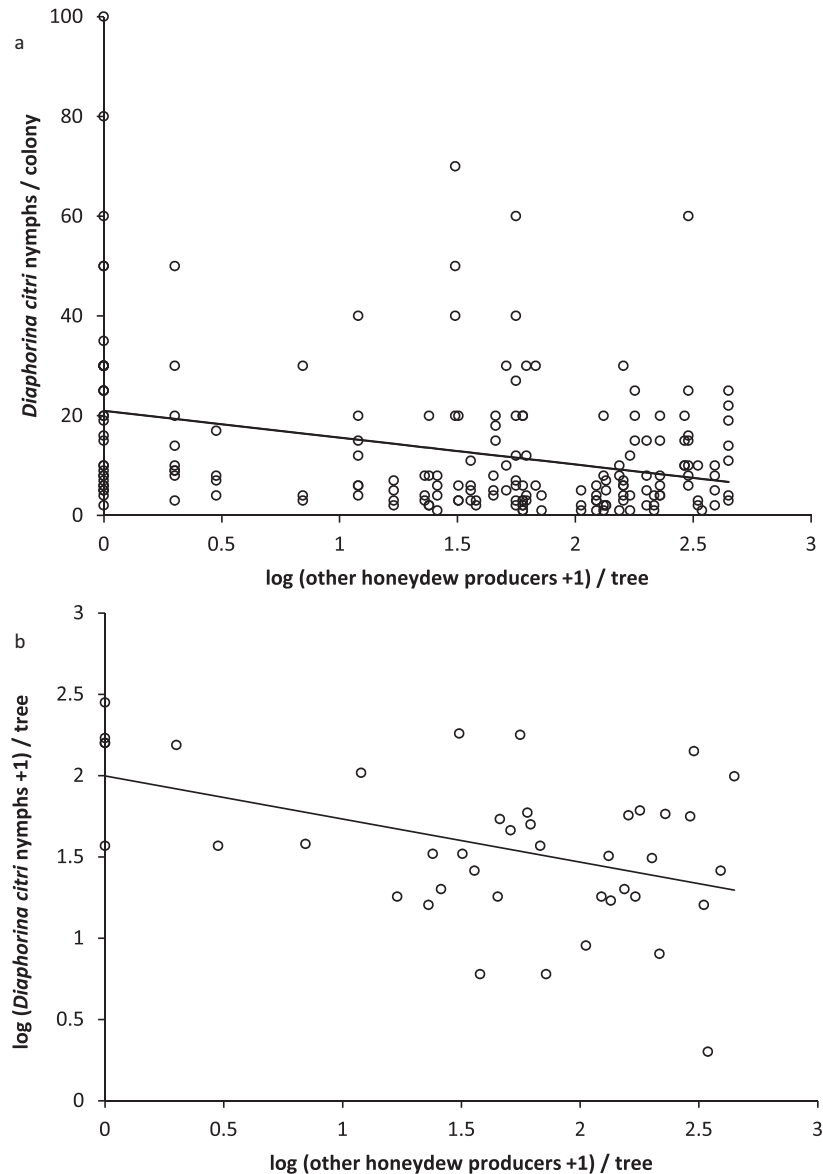 a
100
80
60
40
20
0
Diaphorina citri nymphs / colony
0 0.5 1 1.5 2 2.5 3
log (other honeydew producers +1) / tree
b
3
2.5
2
1.5
1
0.5
0
log (Diaphorina citri nymphs +1) / tree
0 0.5 1 1.5 2 2.5 3
log (other honeydew producers +1) / tree